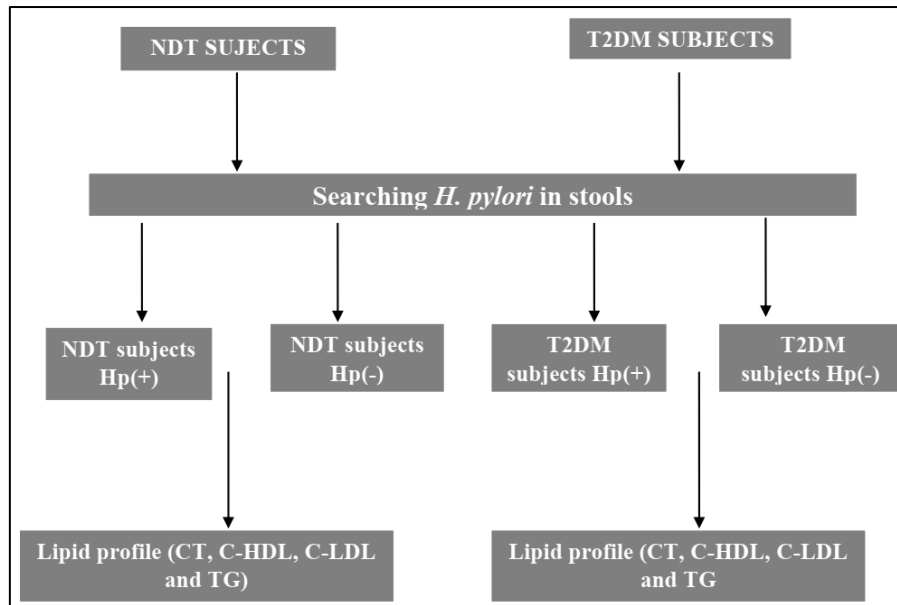 NDT SUJECTS
T2DM SUBJECTS
Searching H. pylori in stools
NDT subjects
Hp(+)
NDT subjects
Hp(-)
T2DM
subjects Hp(+)
T2DM
subjects Hp(-)
Lipid profile (CT, C-HDL, C-LDL
and TG)
Lipid profile (CT, C-HDL, C-LDL
and TG